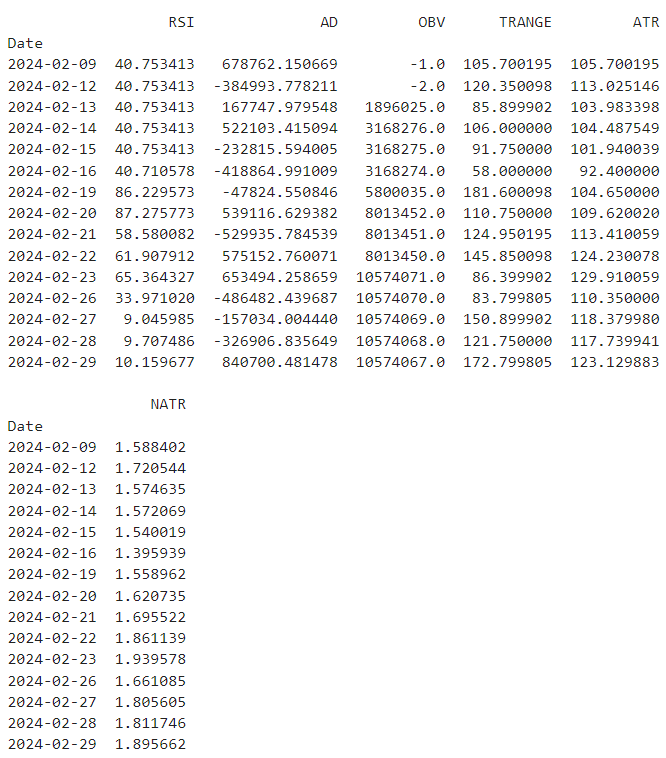 RSI AD OBV TRANGE ATR
Date
2024-02-09 40.753413 678762.150669 -1.0 105.700195 105.700195
2024-02-12 40.753413 -384993.778211 -2.0 120.350098 113.025146
2024-02-13 40.753413 167747.979548 1896025.0 85.899902 103.983398
2024-02-14 40.753413 522103.415094 3168276.0 106.000000 104.487549
2024-02-15 40.753413 -232815.594005 3168275.0 91.750000 101.940039
2024-02-16 40.710578 -418864.991009 3168274.0 58.000000 92.400000
2024-02-19 86.229573 -47824.550846 5800035.0 181.600098 104.650000
2024-02-20 87.275773 539116.629382 8013452.0 110.750000 109.620020
2024-02-21 58.580082 -529935.784539 8013451.0 124.950195 113.410059
2024-02-22 61.907912 575152.760071 8013450.0 145.850098 124.230078
2024-02-23 65.364327 653494.258659 10574071.0 86.399902 129.910059
2024-02-26 33.971020 -486482.439687 10574070.0 83.799805 110.350000
2024-02-27 9.045985 -157034.004440 10574069.0 150.899902 118.379980
2024-02-28 9.707486 -326906.835649 10574068.0 121.750000 117.739941
2024-02-29 10.159677 840700.481478 10574067.0 172.799805 123.129883
NATR
Date
2024-02-09 1.588402
2024-02-12 1.720544
2024-02-13 1.574635
2024-02-14 1.572069
2024-02-15 1.540019
2024-02-16 1.395939
2024-02-19 1.558962
2024-02-20 1.620735
2024-02-21 1.695522
2024-02-22 1.861139
2024-02-23 1.939578
2024-02-26 1.661085
2024-02-27 1.805605
2024-02-28 1.811746
2024-02-29 1.895662